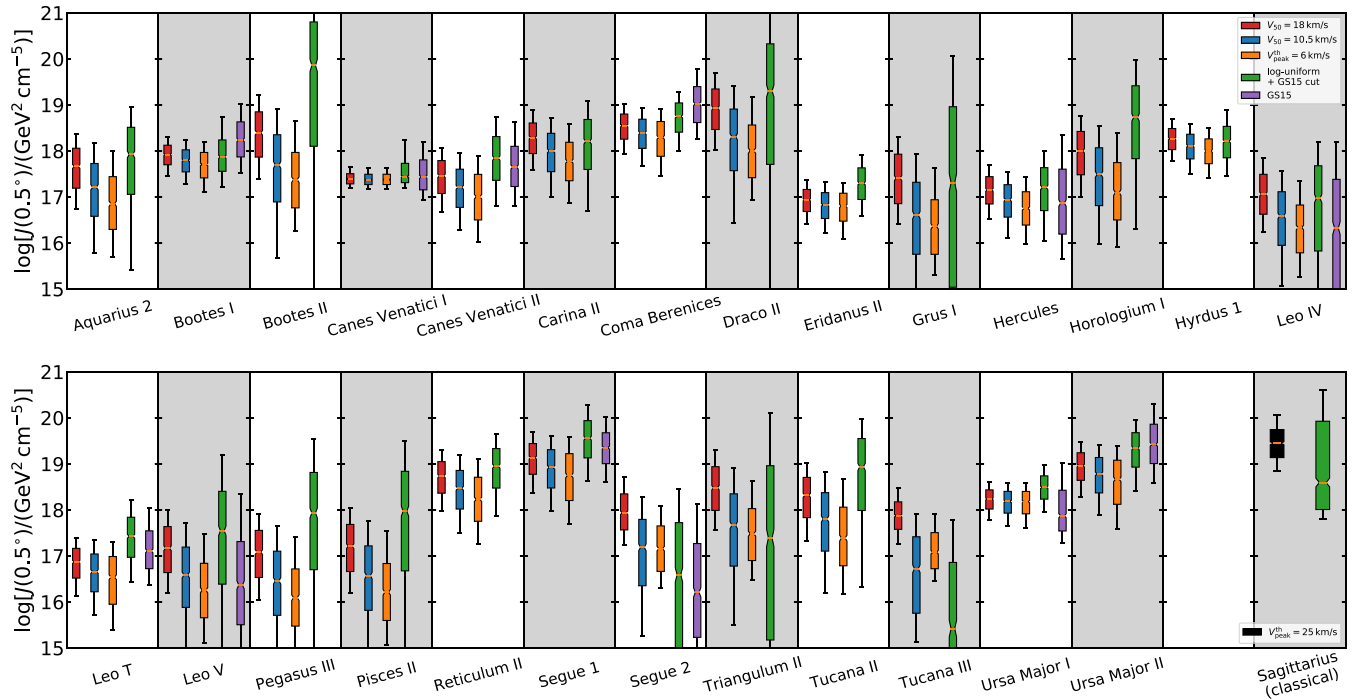 log[J/(0.5°)/(GeV² cm⁻⁵)]
21
20
19
18
17
16
15
V₅₀ = 18 km/s
V₅₀ = 10.5 km/s
V^th_peak = 6 km/s
log-uniform
+ GS15 cut
GS15
Aquarius 2
Bootes I
Bootes II
Canes Venatici I
Canes Venatici II
Carina II
Coma Berenices
Draco II
Eridanus II
Grus I
Hercules
Horologium I
Hyrdus 1
Leo IV
log[J/(0.5°)/(GeV² cm⁻⁵)]
21
20
19
18
17
16
15
V^th_peak = 25 km/s
Leo T
Leo V
Pegasus III
Pisces II
Reticulum II
Segue 1
Segue 2
Triangulum II
Tucana II
Tucana III
Ursa Major I
Ursa Major II
Sagittarius
(classical)